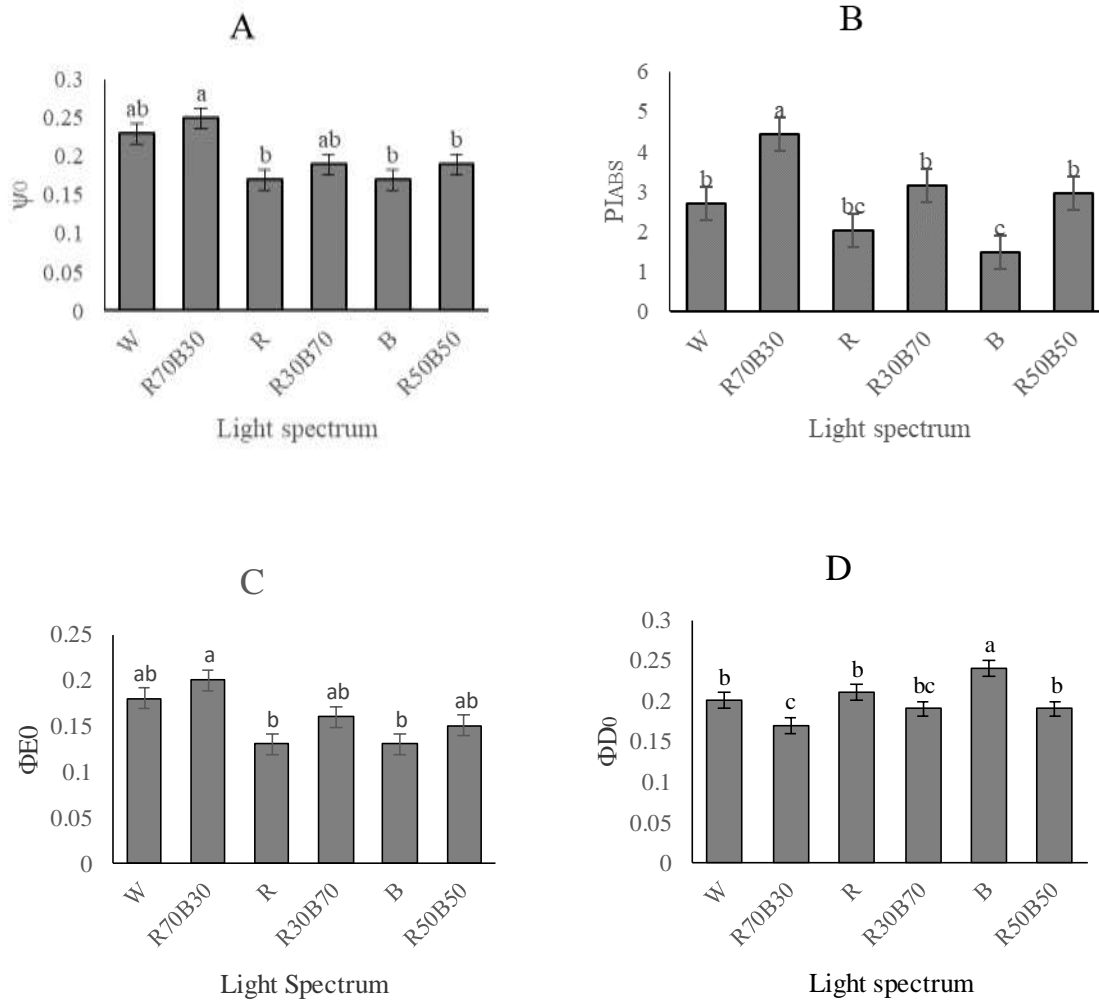 A
ψ0
0.3
0.25
0.2
0.15
0.1
0.05
0
ab
a
b
ab
b
b
W
R70B30
R
R30B70
B
R50B50
Light spectrum
B
PIABS
6
5
4
3
2
1
0
b
a
bc
b
c
b
W
R70B30
R
R30B70
B
R50B50
Light spectrum
C
ΦE0
0.25
0.2
0.15
0.1
0.05
0
ab
a
b
ab
b
ab
W
R70B30
R
R30B70
B
R50B50
Light Spectrum
D
ΦD0
0.3
0.25
0.2
0.15
0.1
0.05
0
b
c
b
bc
a
b
W
R70B30
R
R30B70
B
R50B50
Light spectrum